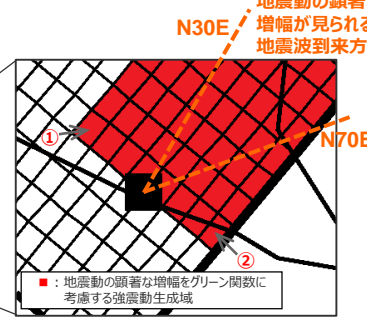 地震動の顕著
増幅が見られる
地震波到来方
N30E
N70E
①
②
■：地震動の顕著な増幅をグリーン関数に
考慮する強震動生成域